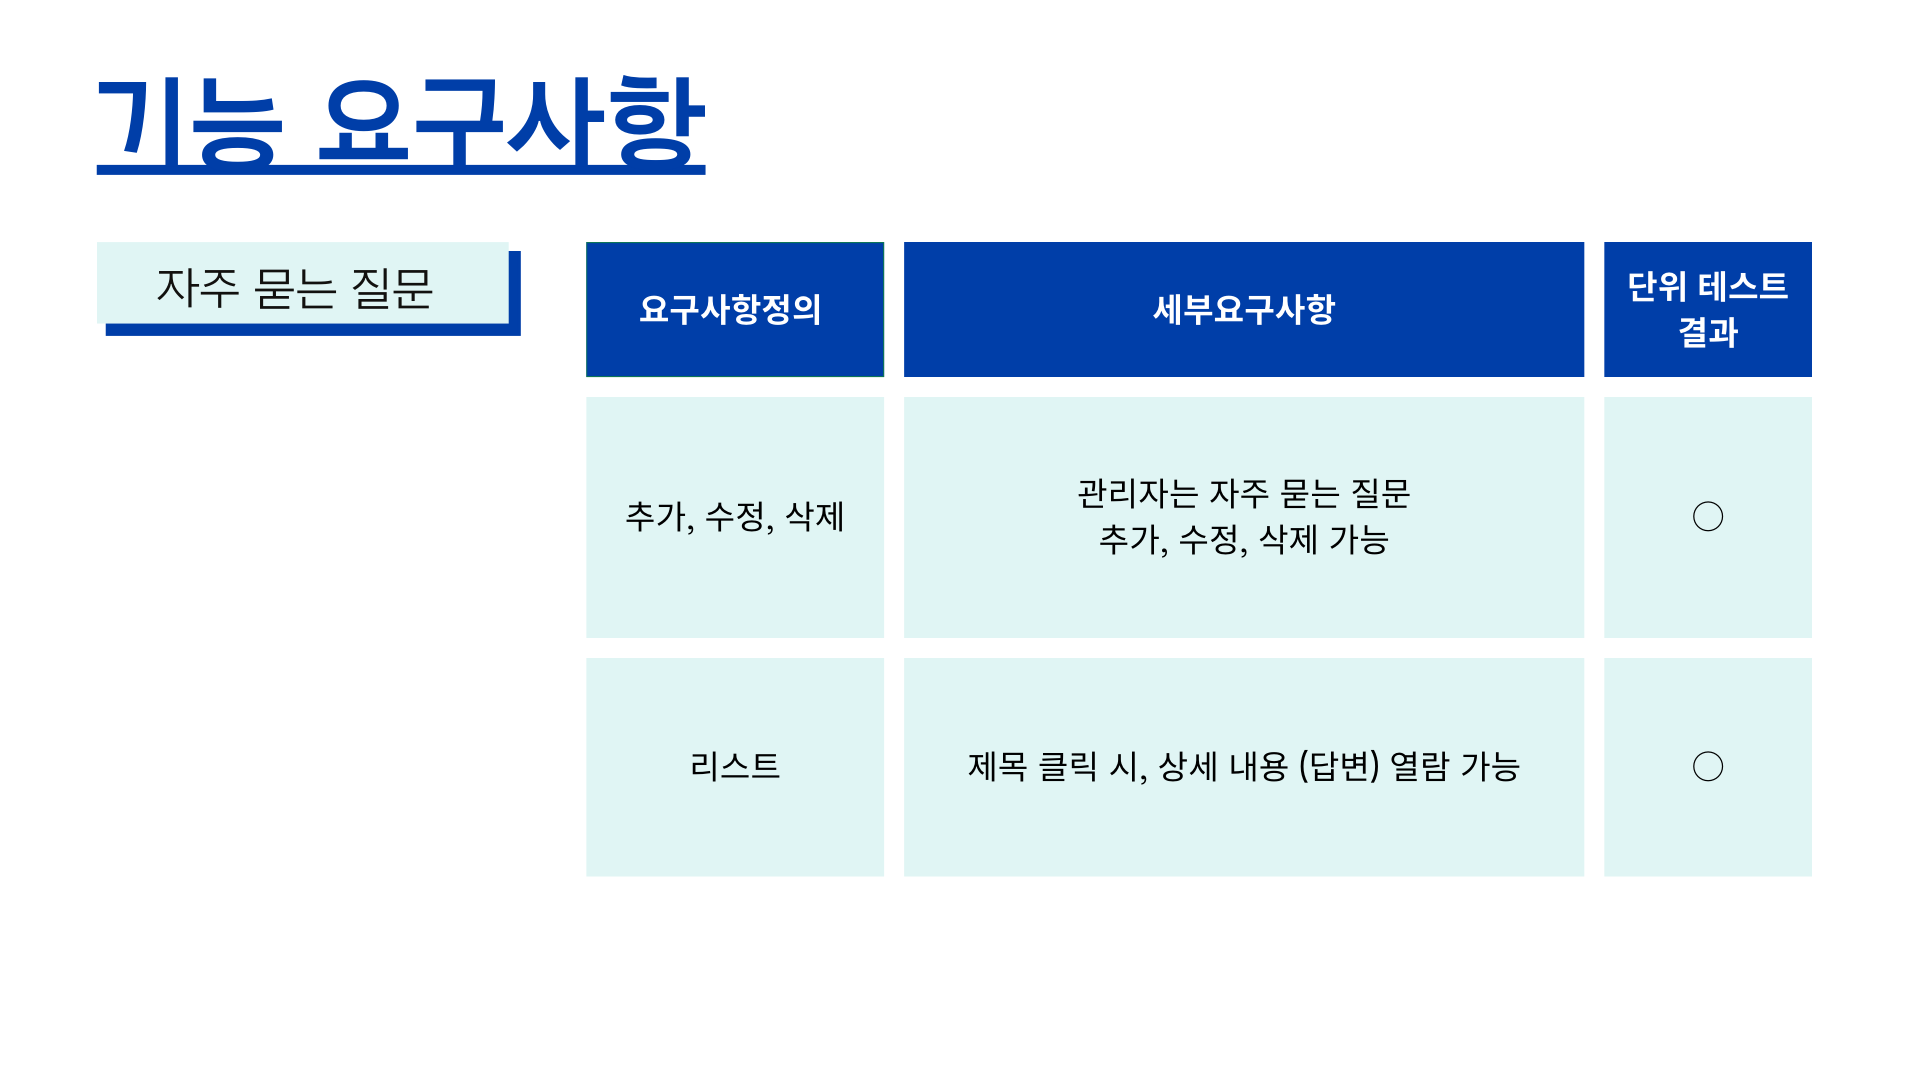 기능 요구사항
자주 묻는 질문
요구사항정의
세부요구사항
단위 테스트
결과
추가, 수정, 삭제
관리자는 자주 묻는 질문
추가, 수정, 삭제 가능
○
리스트
제목 클릭 시, 상세 내용 (답변) 열람 가능
○